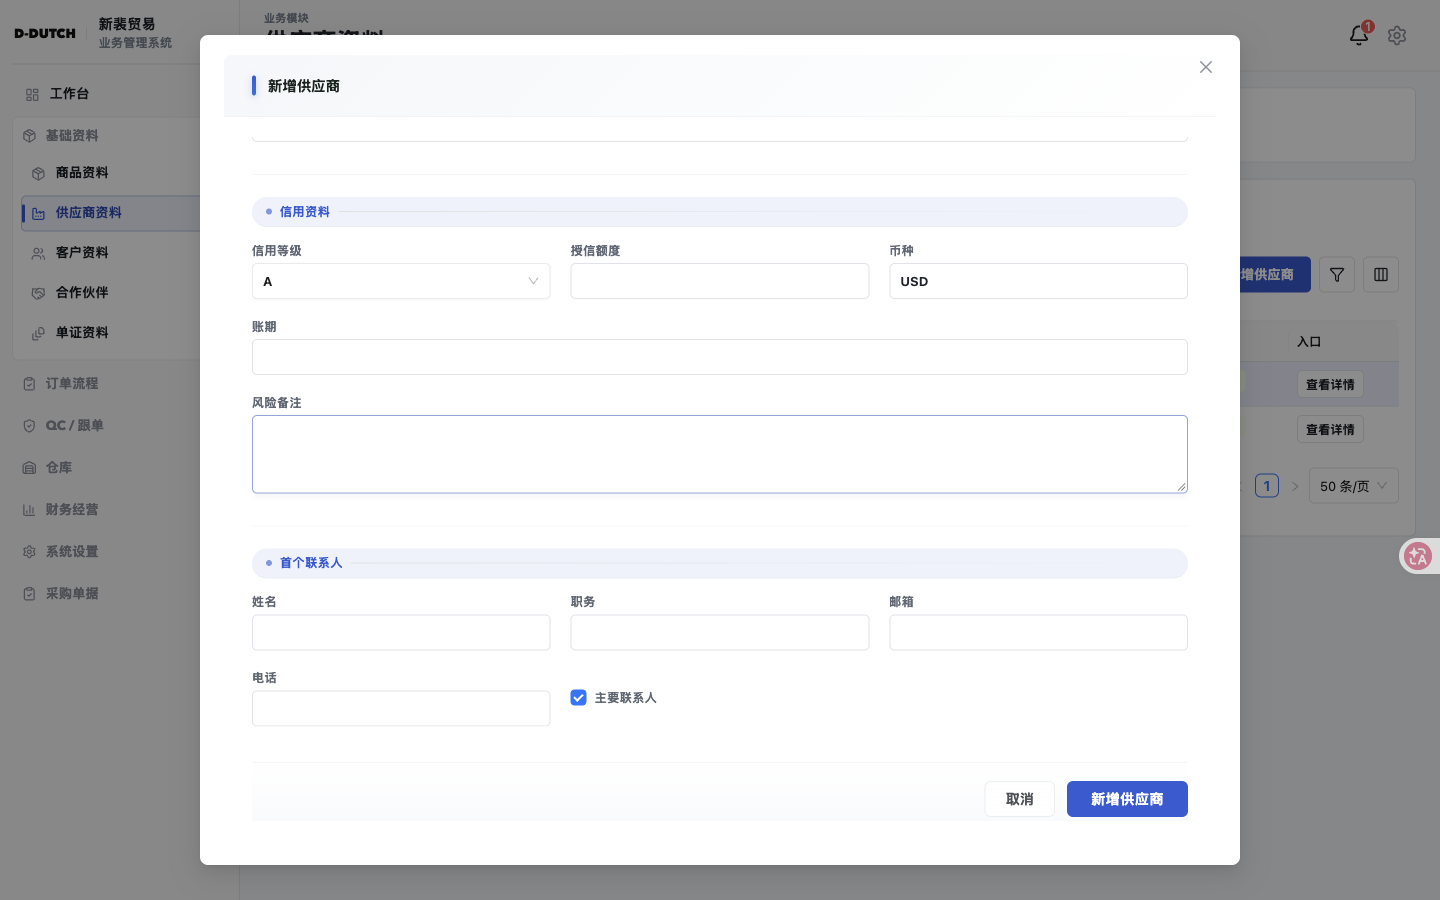 D-DUTCH
新裴贸易
业务管理系统
业务模块
1
工作台
基础资料
商品资料
供应商资料
客户资料
合作伙伴
单证资料
订单流程
QC / 跟单
仓库
财务经营
系统设置
采购单据
新增供应商
信用资料
信用等级
授信额度
币种
A
USD
账期
风险备注
首个联系人
姓名
职务
邮箱
电话
主要联系人
取消
新增供应商
增供应商
入口
查看详情
查看详情
1
50 条/页